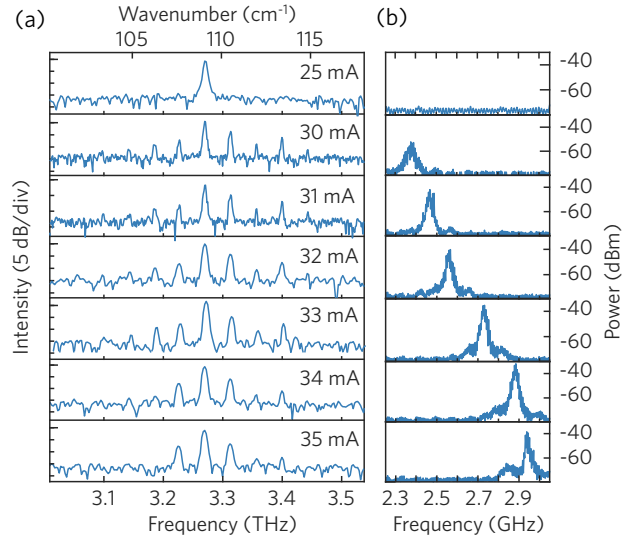 (a)
Wavenumber (cm⁻¹)
(b)
105
110
115
25 mA
-40
-60
30 mA
-40
-60
31 mA
-40
-60
32 mA
-40
-60
33 mA
-40
-60
34 mA
-40
-60
35 mA
-40
-60
Intensity (5 dB/div)
Power (dBm)
3.1
3.2
3.3
3.4
3.5
2.3
2.5
2.7
2.9
Frequency (THz)
Frequency (GHz)